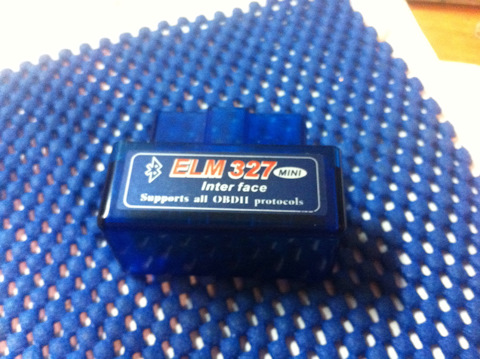 ELM 327 MINI
Inter face
Supports all OBDII protocols